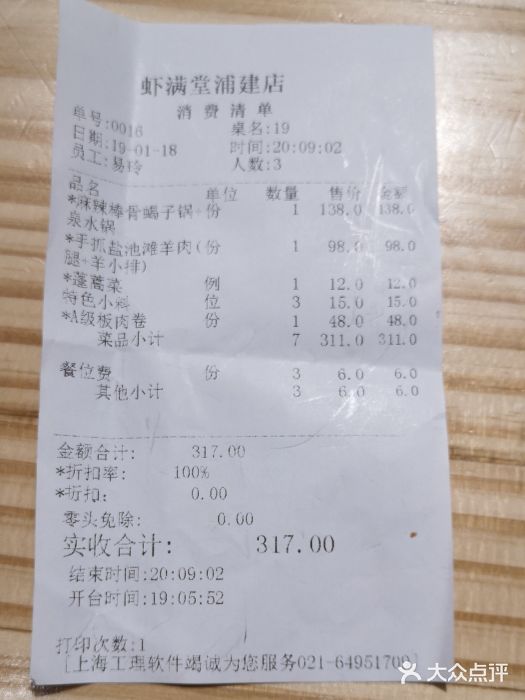 虾满堂浦建店
消费清单
单号:0016 桌名:19
日期:19-01-18 时间:20:09:02
员工:易玲 人数:3
品名 单位 数量 售价 金额
*麻辣棒骨蝎子锅+ 份 1 138.0 138.0
泉水锅
*手抓盐池滩羊肉( 份 1 98.0 98.0
腿+羊小排)
*蓬蒿菜 例 1 12.0 12.0
特色小料 位 3 15.0 15.0
*A级板肉卷 份 1 48.0 48.0
菜品小计 7 311.0 311.0
餐位费 份 3 6.0 6.0
其他小计 3 6.0 6.0
金额合计: 317.00
*折扣率: 100%
*折扣: 0.00
零头免除: 0.00
实收合计: 317.00
结束时间:20:09:02
开台时间:19:05:52
打印次数:1
[上海工理软件竭诚为您服务021-64951709]
大众点评